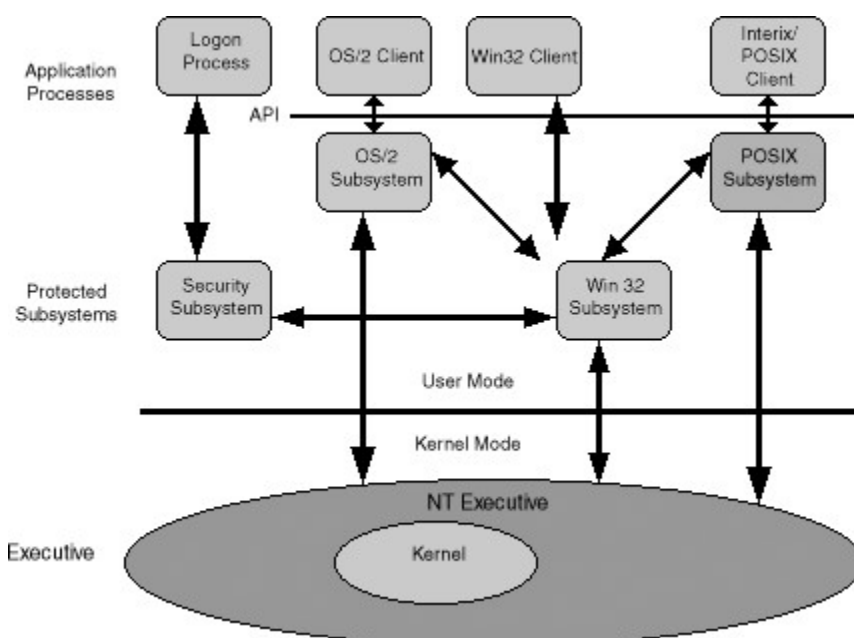 Logon
Process
OS/2 Client
Win32 Client
Interix/
POSIX
Client
Application
Processes
API
OS/2
Subsystem
POSIX
Subsystem
Protected
Subsystems
Security
Subsystem
Win 32
Subsystem
User Mode
Kernel Mode
NT Executive
Executive
Kernel